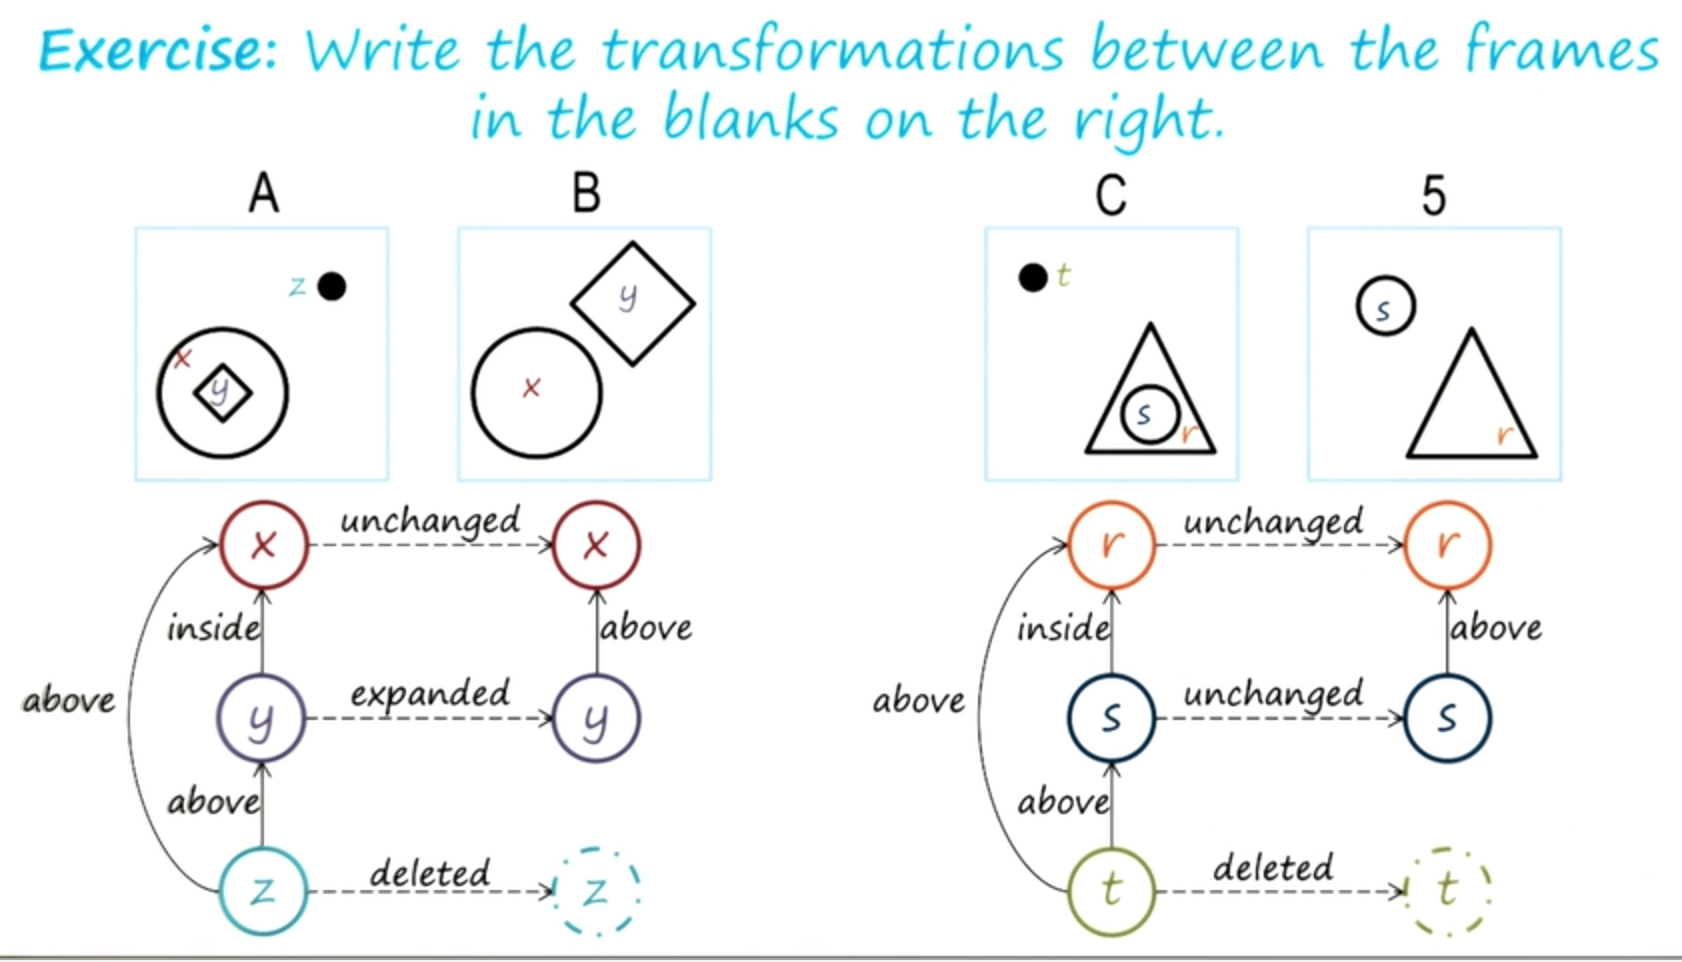 Exercise: Write the transformations between the frames
in the blanks on the right.
A
B
C
5
z
x
y
y
x
t
s
r
s
r
x
unchanged
x
inside
above
above
y
expanded
y
above
z
deleted
z
r
unchanged
r
inside
above
above
s
unchanged
s
above
t
deleted
t